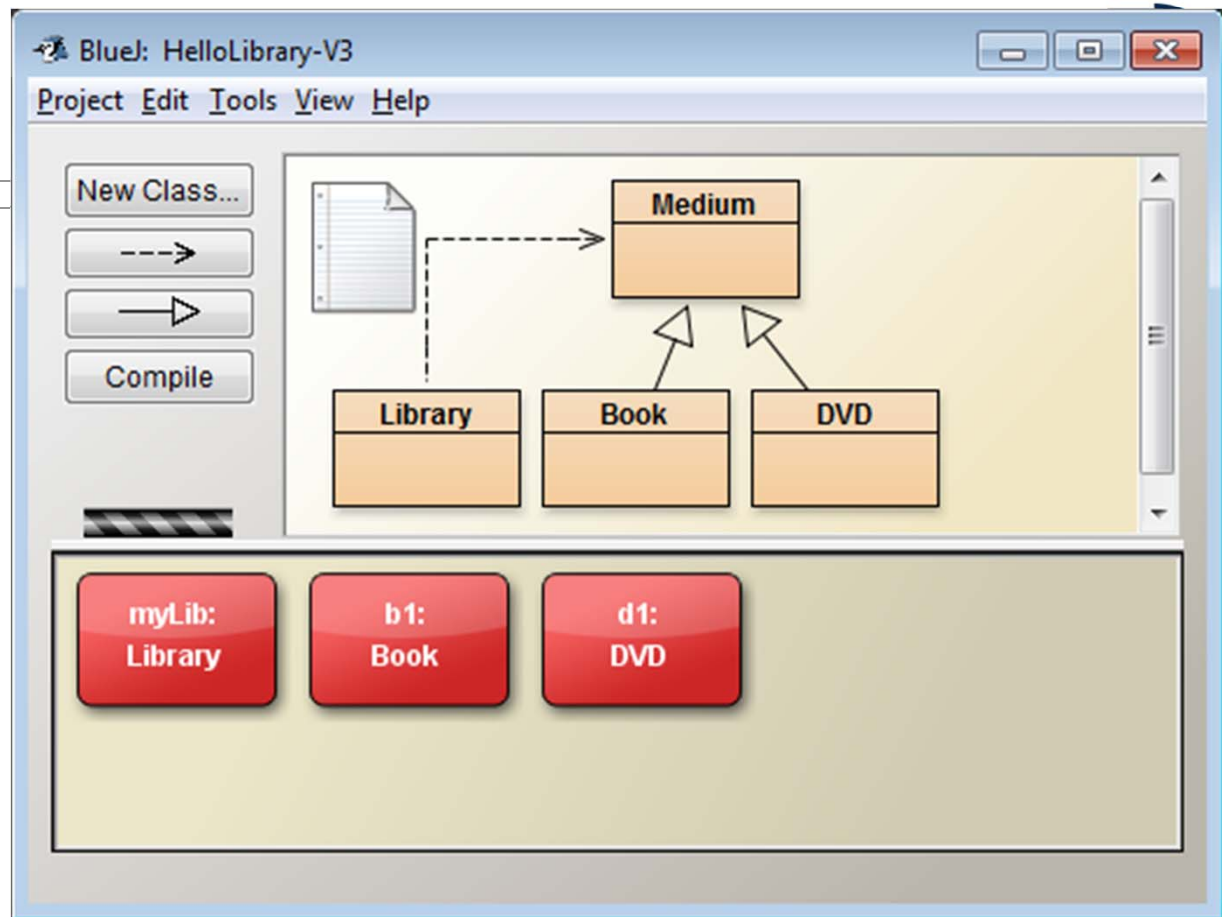 BlueJ: HelloLibrary-V3
Project Edit Tools View Help
New Class...
Compile
Medium
Library
Book
DVD
myLib:
Library
b1:
Book
d1:
DVD